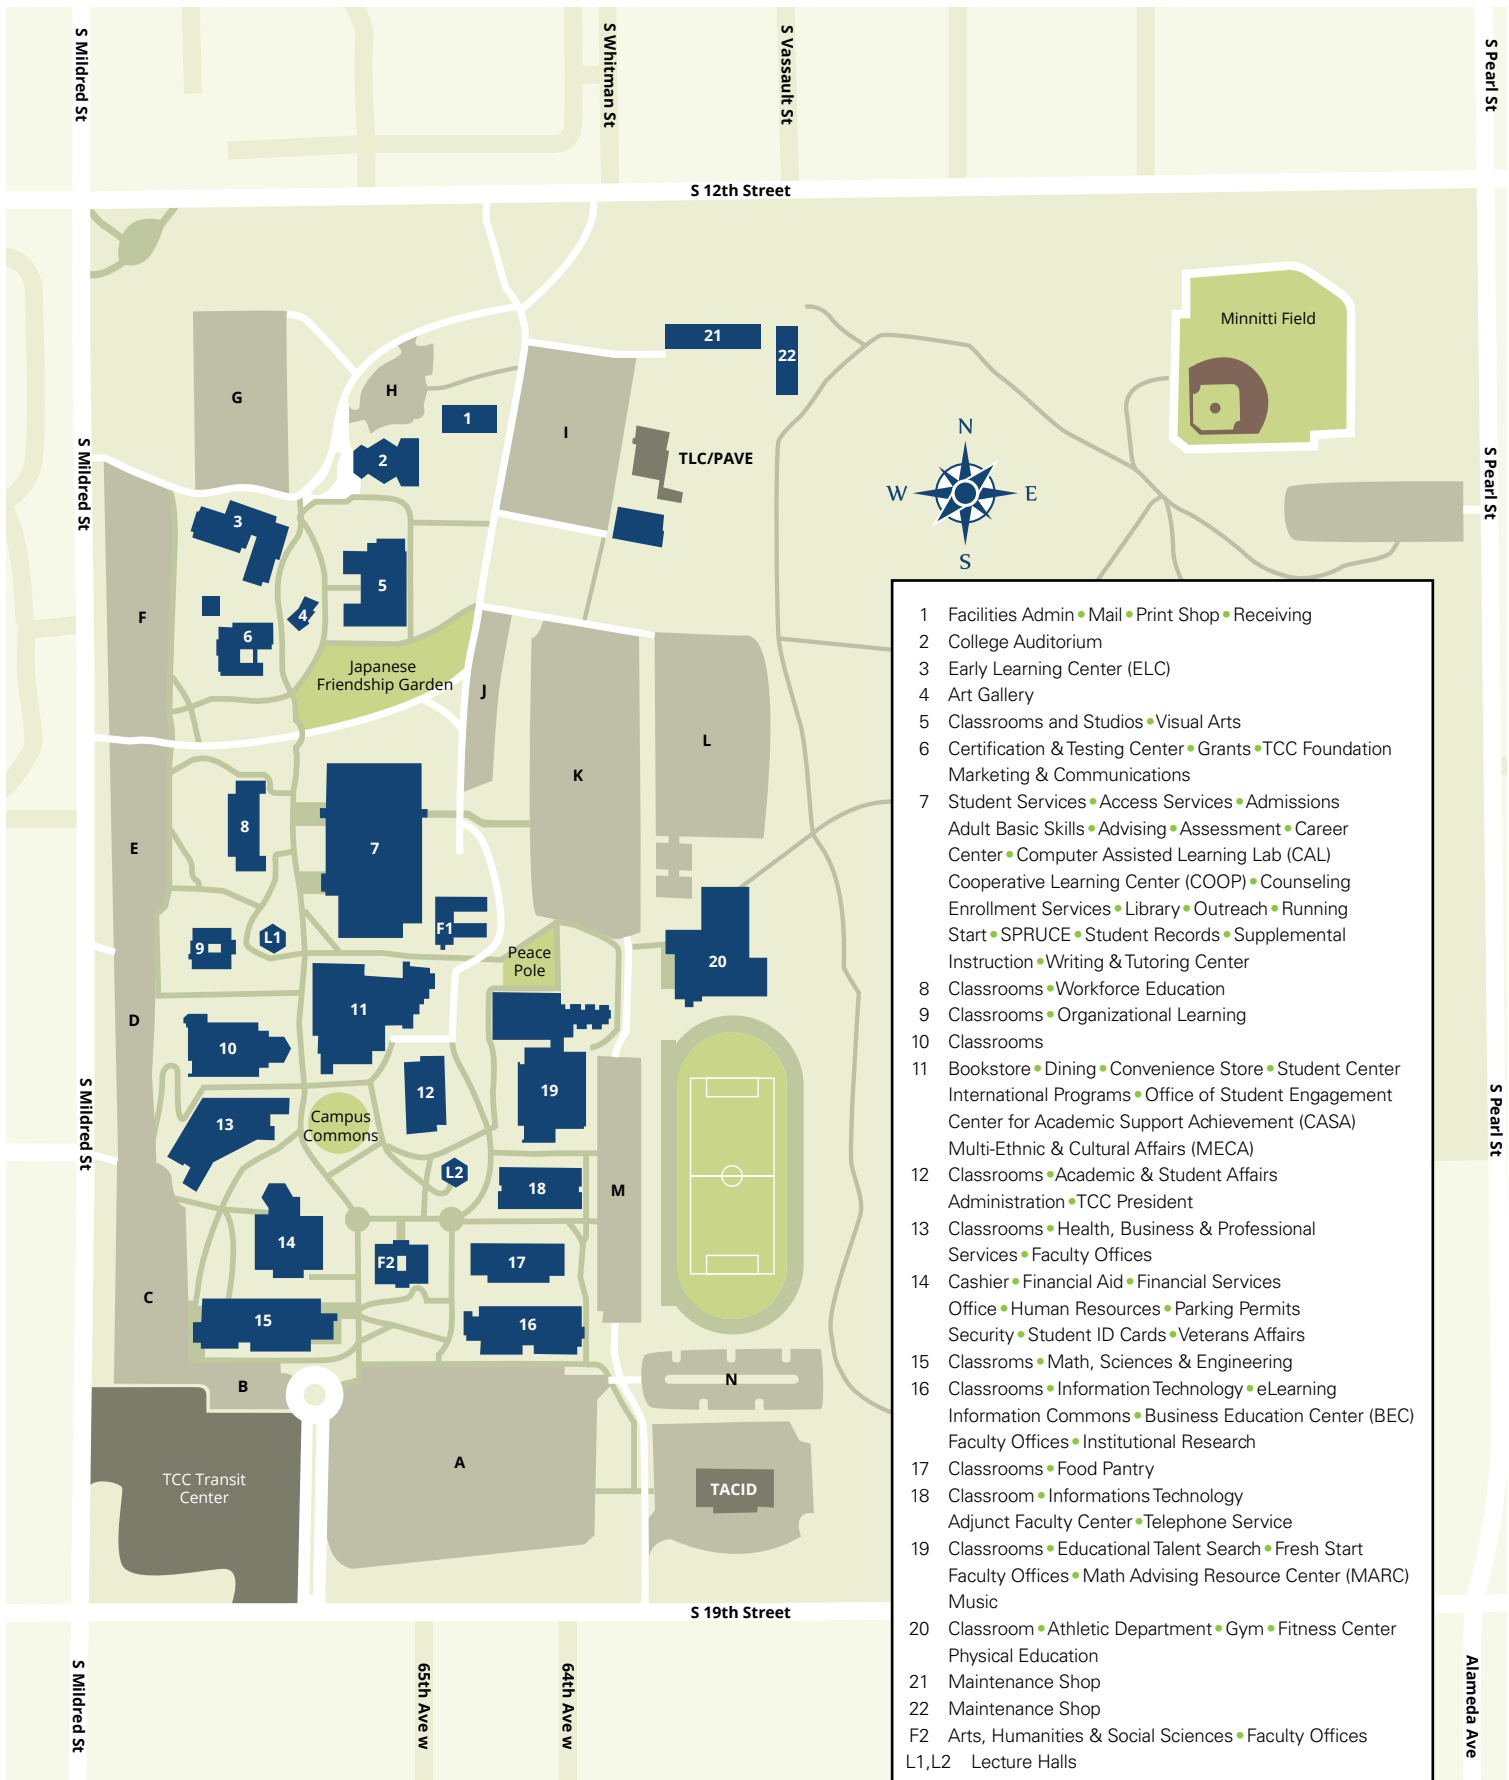 S Mildred St
S Whitman St
S Vassault St
S Pearl St
S 12th Street
Minnitti Field
21
22
G
H
1
I
2
TLC/PAVE
N
W
E
S
S Mildred St
S Pearl St
3
5
4
F
6
Japanese
Friendship Garden
J
L
K
8
7
E
F1
L1
9
Peace
Pole
20
11
D
10
12
19
13
Campus
Commons
S Mildred St
S Pearl St
L2
18
M
14
F2
17
C
15
16
B
N
A
TCC Transit
Center
TACID
S 19th Street
S Mildred St
65th Ave w
64th Ave w
Alameda Ave
1 Facilities Admin • Mail • Print Shop • Receiving
2 College Auditorium
3 Early Learning Center (ELC)
4 Art Gallery
5 Classrooms and Studios • Visual Arts
6 Certification & Testing Center • Grants • TCC Foundation
Marketing & Communications
7 Student Services • Access Services • Admissions
Adult Basic Skills • Advising • Assessment • Career
Center • Computer Assisted Learning Lab (CAL)
Cooperative Learning Center (COOP) • Counseling
Enrollment Services • Library • Outreach • Running
Start • SPRUCE • Student Records • Supplemental
Instruction • Writing & Tutoring Center
8 Classrooms • Workforce Education
9 Classrooms • Organizational Learning
10 Classrooms
11 Bookstore • Dining • Convenience Store • Student Center
International Programs • Office of Student Engagement
Center for Academic Support Achievement (CASA)
Multi-Ethnic & Cultural Affairs (MECA)
12 Classrooms • Academic & Student Affairs
Administration • TCC President
13 Classrooms • Health, Business & Professional
Services • Faculty Offices
14 Cashier • Financial Aid • Financial Services
Office • Human Resources • Parking Permits
Security • Student ID Cards • Veterans Affairs
15 Classroms • Math, Sciences & Engineering
16 Classrooms • Information Technology • eLearning
Information Commons • Business Education Center (BEC)
Faculty Offices • Institutional Research
17 Classrooms • Food Pantry
18 Classroom • Informations Technology
Adjunct Faculty Center • Telephone Service
19 Classrooms • Educational Talent Search • Fresh Start
Faculty Offices • Math Advising Resource Center (MARC)
Music
20 Classroom • Athletic Department • Gym • Fitness Center
Physical Education
21 Maintenance Shop
22 Maintenance Shop
F2 Arts, Humanities & Social Sciences • Faculty Offices
L1,L2 Lecture Halls